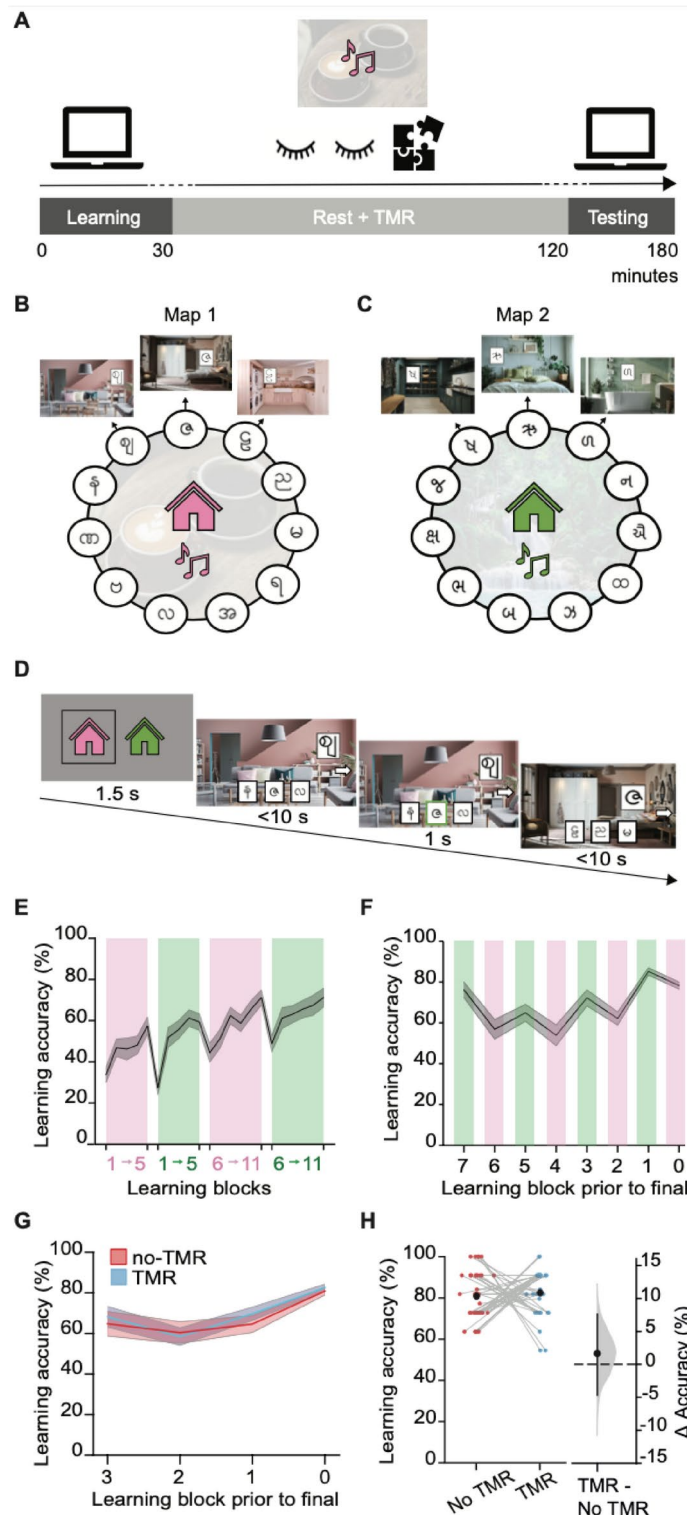 A
Learning
Rest + TMR
Testing
0
30
120
180
minutes
B
Map 1
C
Map 2
D
1.5 s
<10 s
1 s
<10 s
E
Learning accuracy (%)
100
80
60
40
20
0
1→5
1→5
6→11
6→11
Learning blocks
F
Learning accuracy (%)
100
80
60
40
20
0
7 6 5 4 3 2 1 0
Learning block prior to final
G
Learning accuracy (%)
100
80
60
40
20
0
no-TMR
TMR
3 2 1 0
Learning block prior to final
H
Learning accuracy (%)
100
80
60
40
20
0
No TMR
TMR
15
10
5
0
-5
-10
-15
Δ Accuracy (%)
TMR -
No TMR